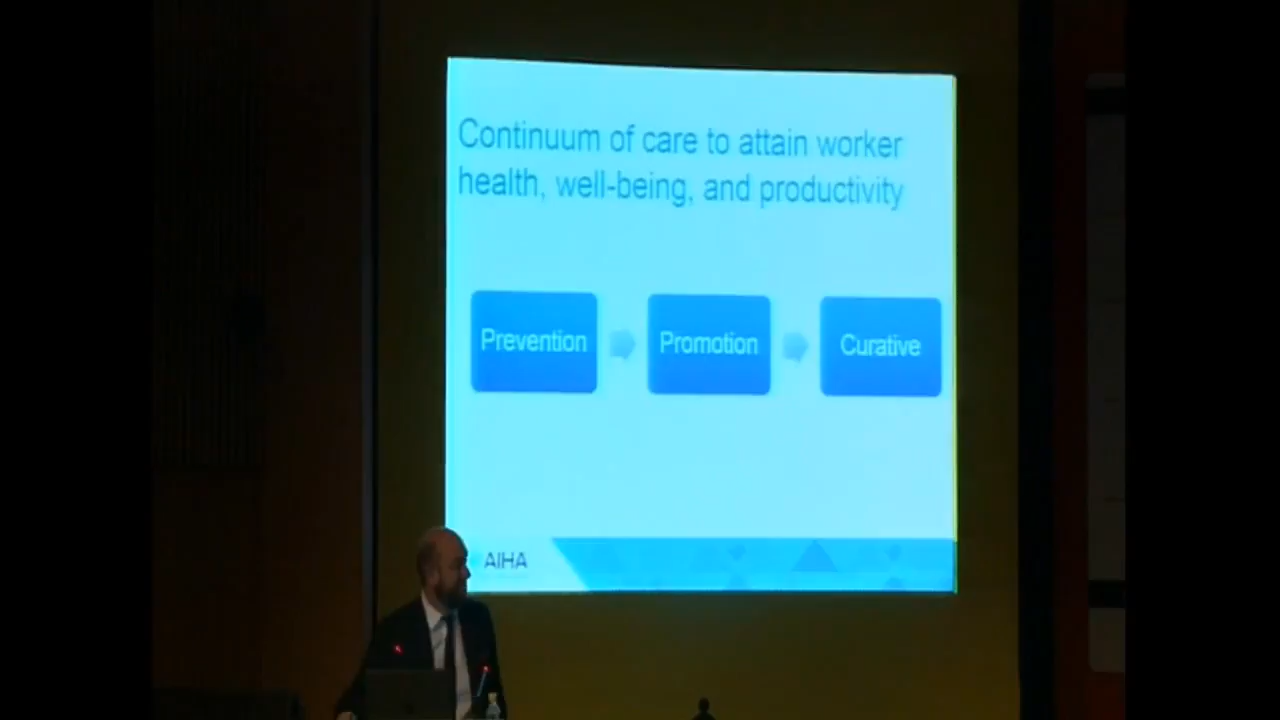 Continuum of care to attain worker
health, well-being, and productivity
Prevention
Promotion
Curative
AIHA